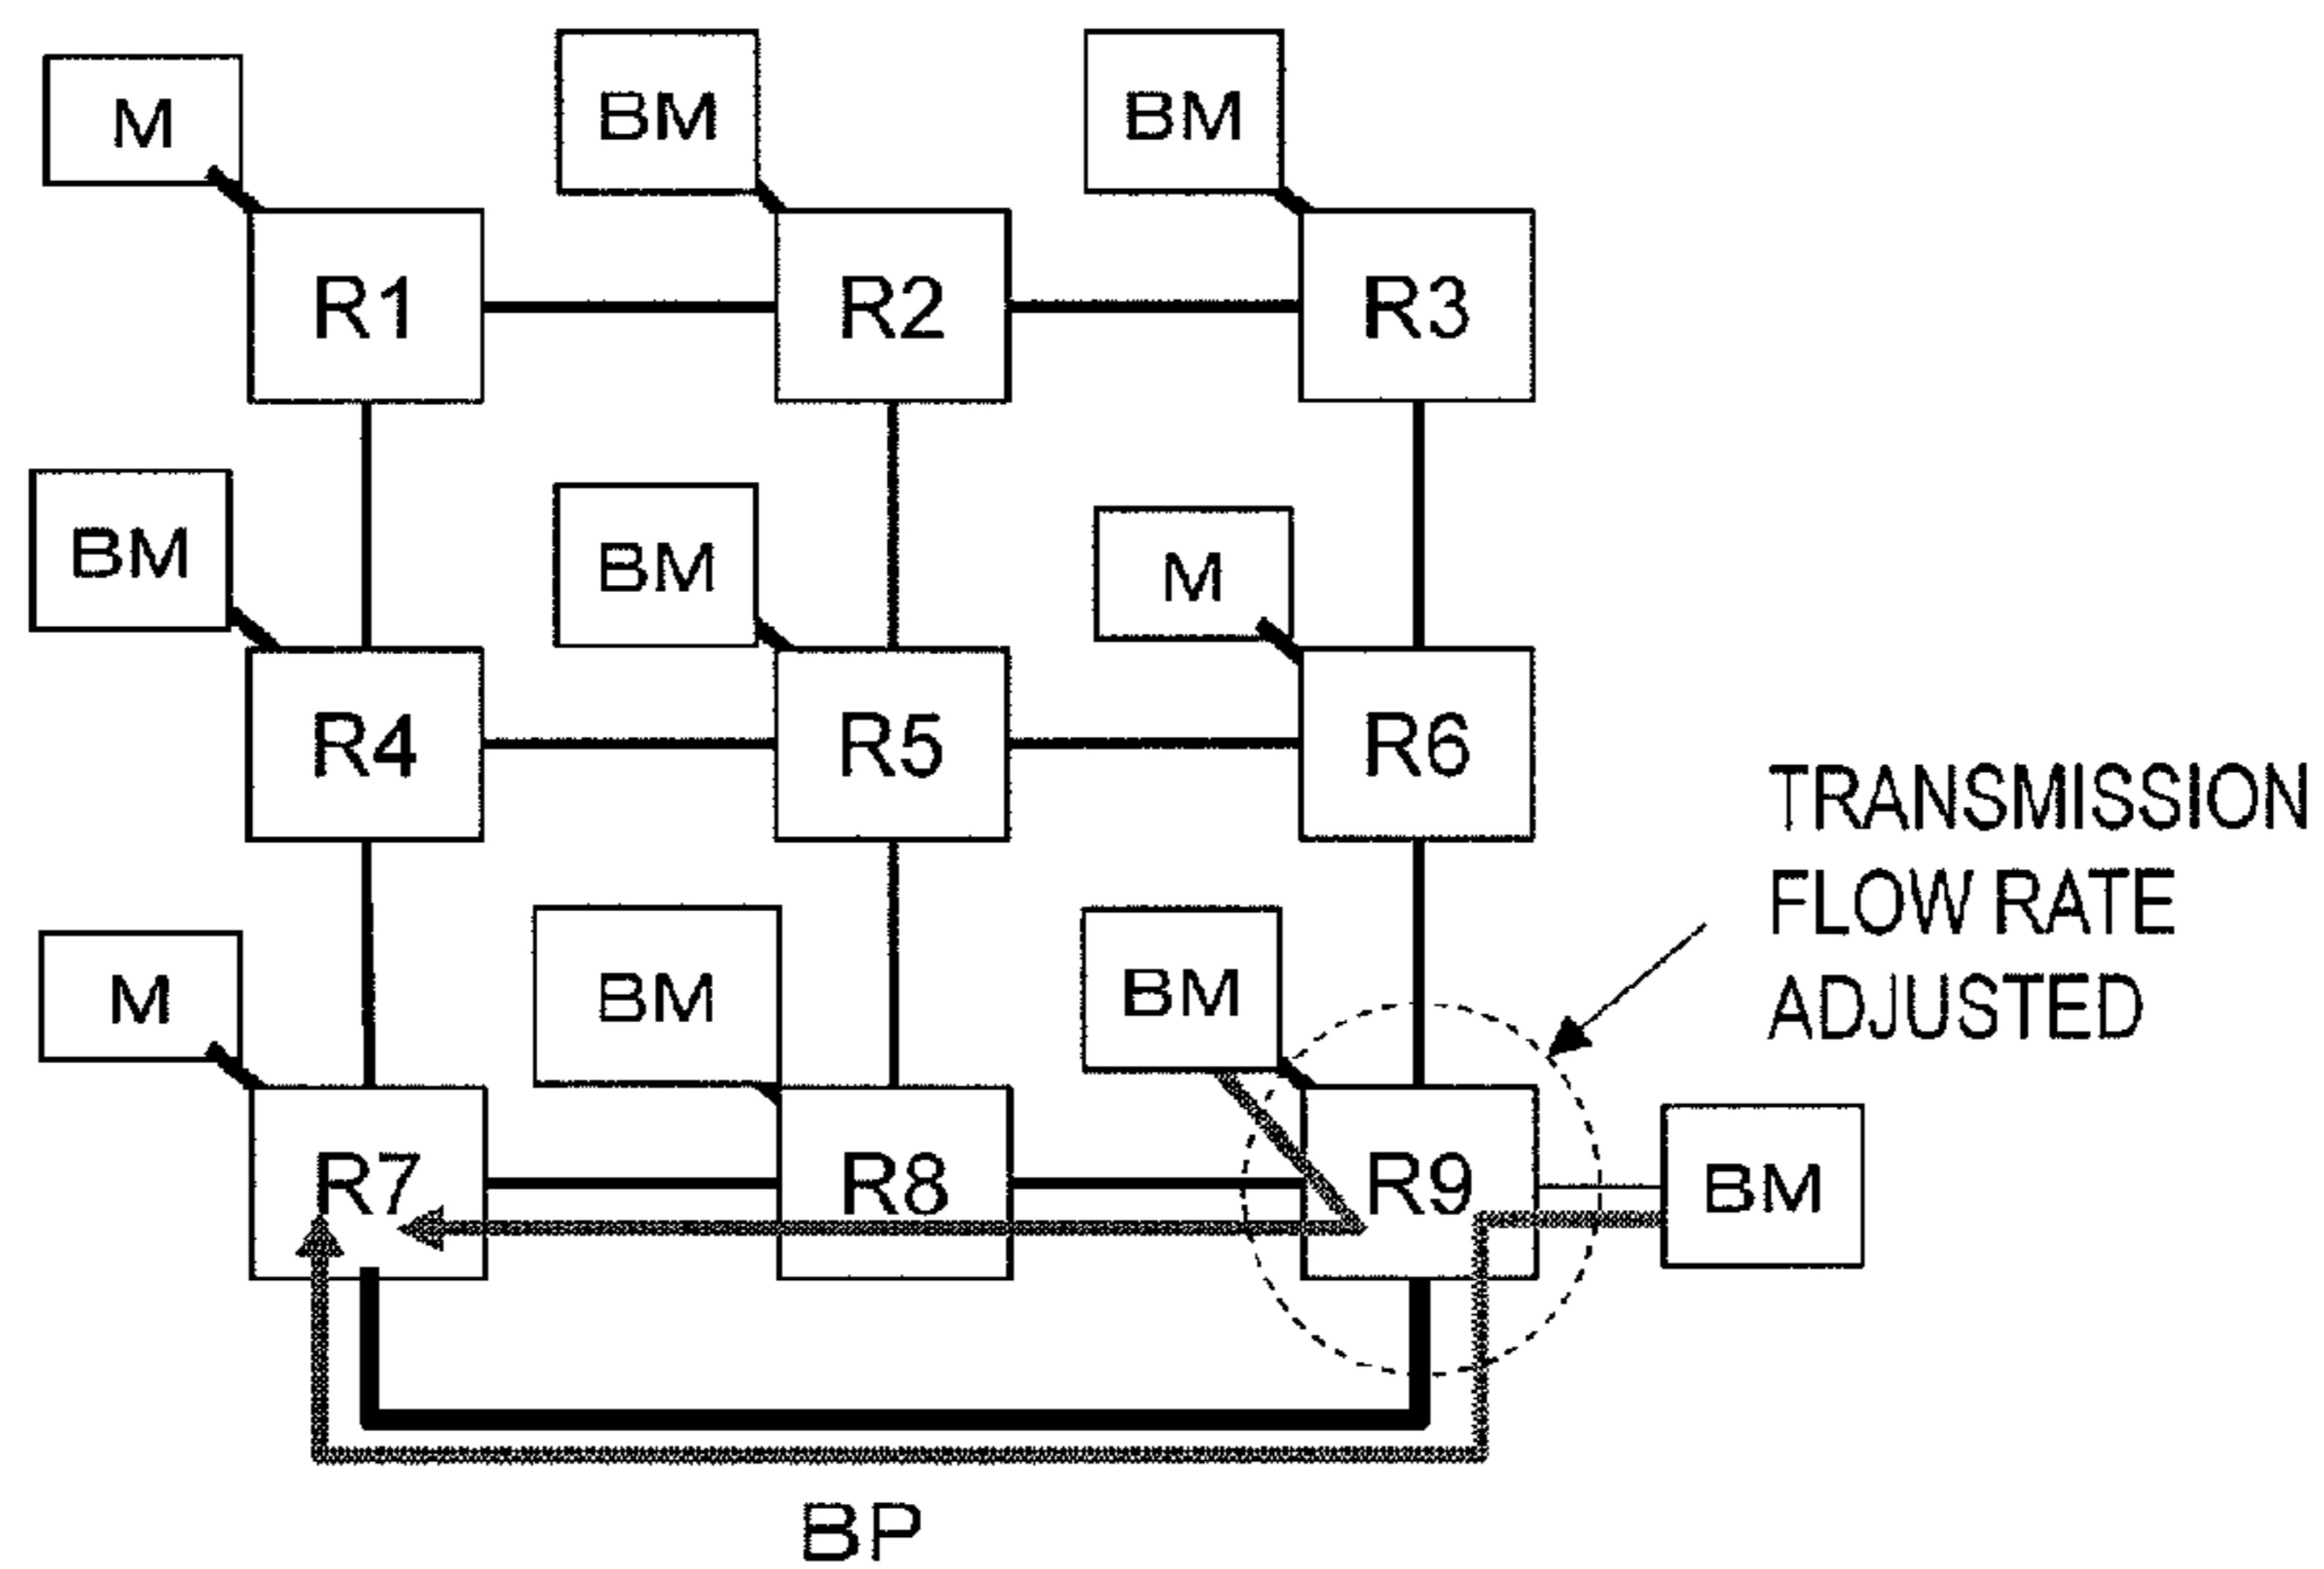 M
BM
BM
R1
R2
R3
BM
BM
M
R4
R5
R6
TRANSMISSION
FLOW RATE
ADJUSTED
M
BM
BM
R7
R8
R9
BM
BP